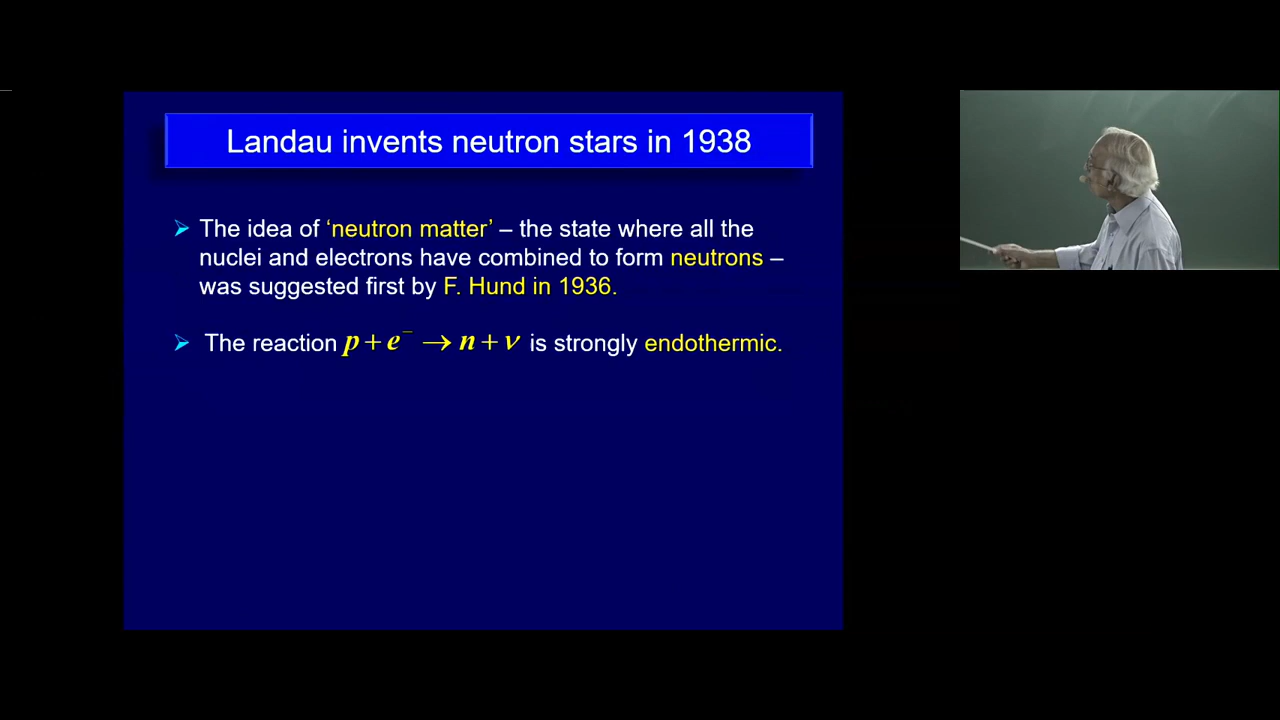 Landau invents neutron stars in 1938
➢ The idea of ‘neutron matter’ – the state where all the
nuclei and electrons have combined to form neutrons –
was suggested first by F. Hund in 1936.
➢ The reaction p + e⁻ → n + ν is strongly endothermic.